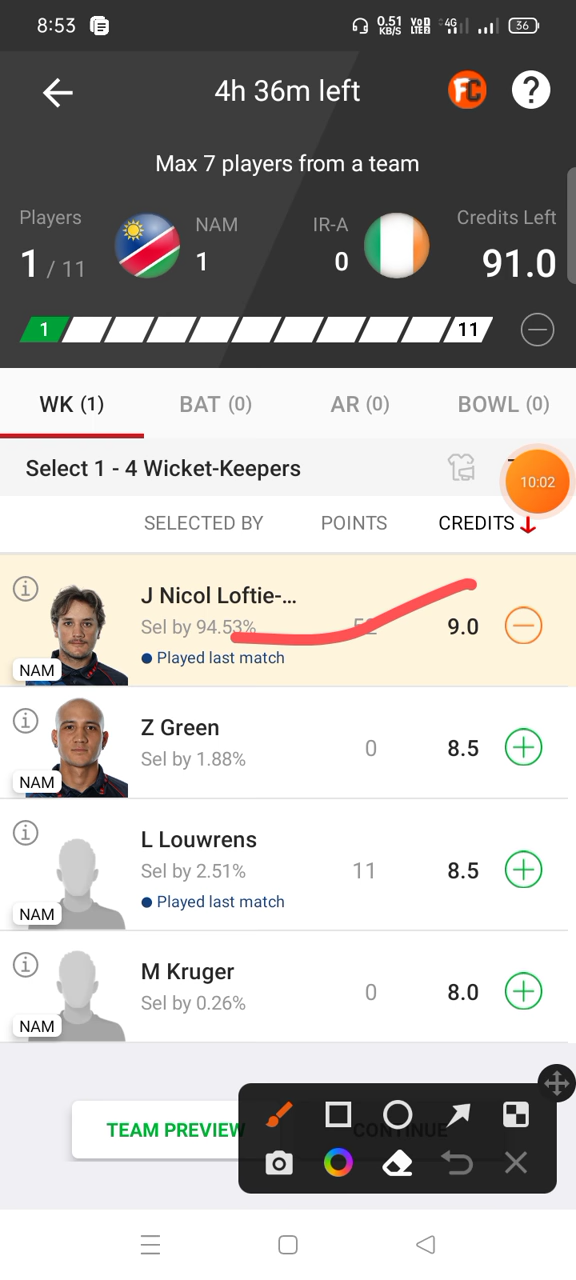 8:53 0.51 KB/S VoD LTE2 4G 36
4h 36m left FC ?
Max 7 players from a team
Players NAM IR-A Credits Left
1 / 11 1 0 91.0
1 11
WK (1) BAT (0) AR (0) BOWL (0)
Select 1 - 4 Wicket-Keepers
10:02
SELECTED BY POINTS CREDITS
J Nicol Loftie-...
Sel by 94.53% 9.0
Played last match
NAM
Z Green
Sel by 1.88% 0 8.5
NAM
L Louwrens
Sel by 2.51% 11 8.5
Played last match
NAM
M Kruger
Sel by 0.26% 0 8.0
NAM
TEAM PREVIEW CONTINUE